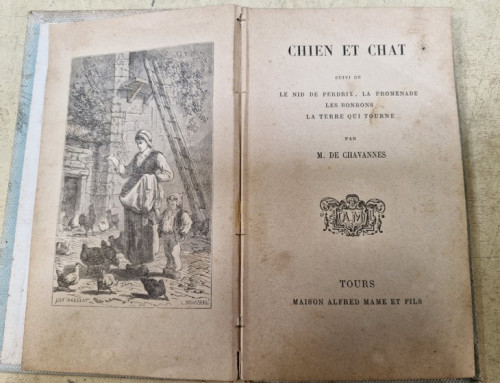 CHIEN ET CHAT
SUIVI DE
LE NID DE PERDRIX, LA PROMENADE
LES BONBONS
LA TERRE QUI TOURNE
PAR
M. DE CHAVANNES
AM
TOURS
MAISON ALFRED MAME ET FILS